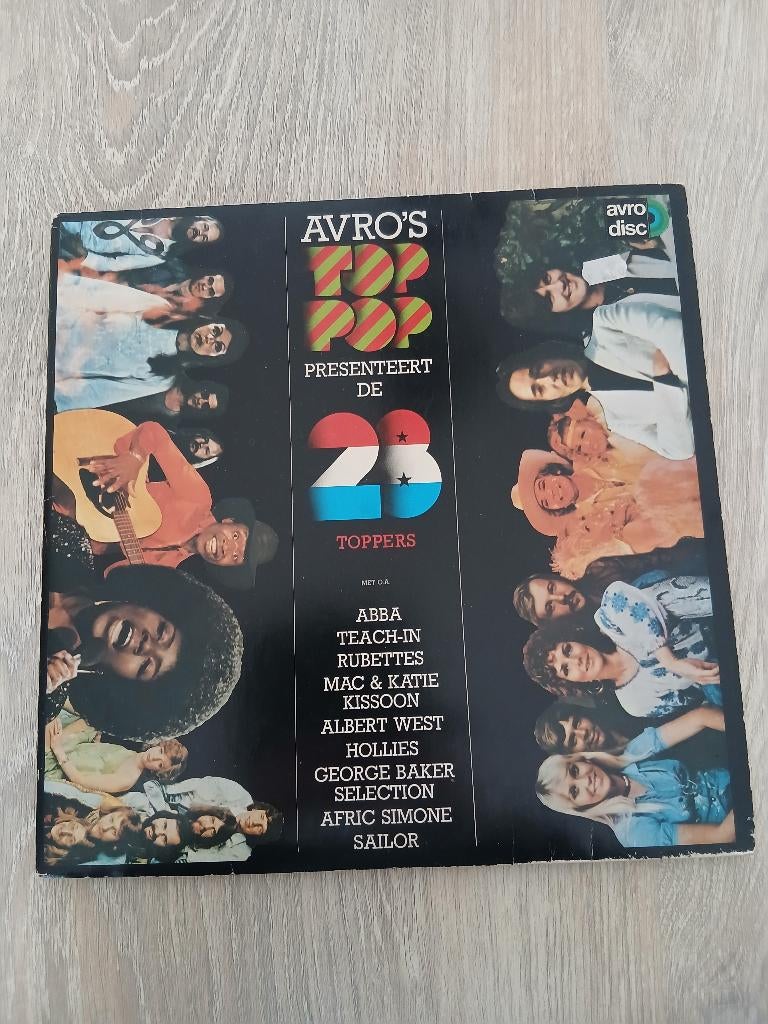 AVRO'S
TOP
POP
PRESENTEERT
DE
28
TOPPERS
MET O.A.
ABBA
TEACH-IN
RUBETTES
MAC & KATIE
KISSOON
ALBERT WEST
HOLLIES
GEORGE BAKER
SELECTION
AFRIC SIMONE
SAILOR
avro
disc